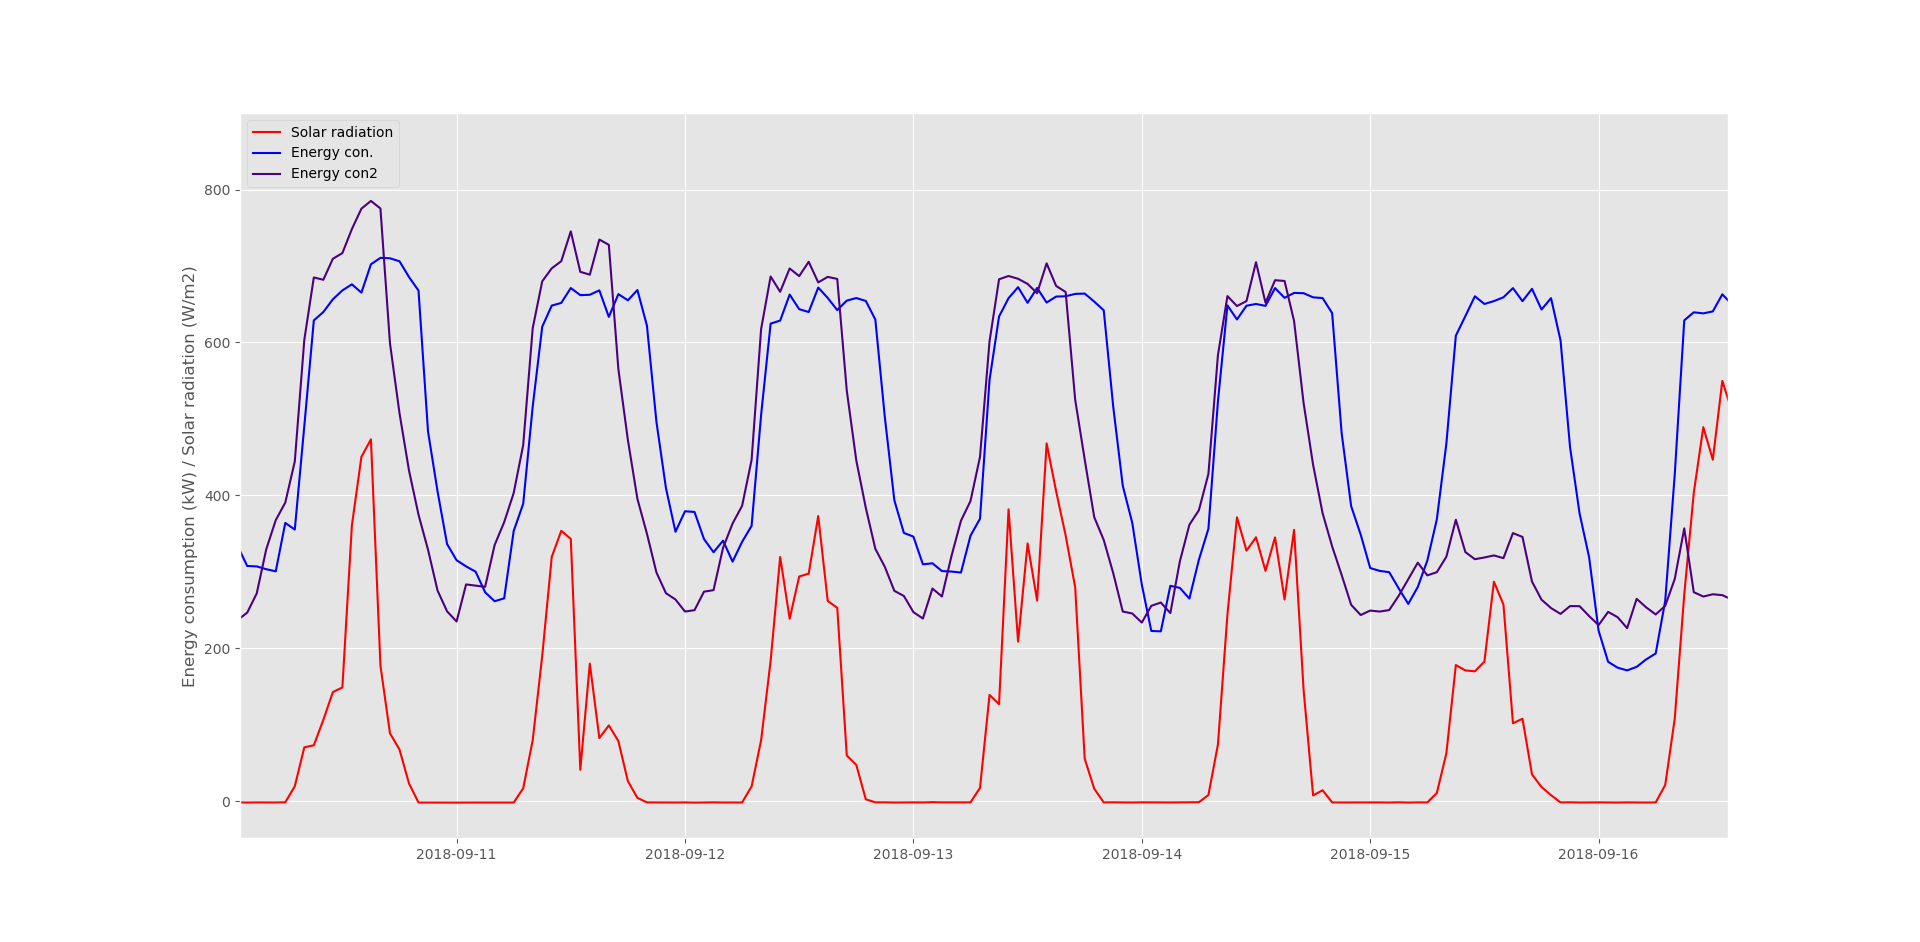 Solar radiation
Energy con.
Energy con2
Energy consumption (kW) / Solar radiation (W/m2)
800
600
400
200
0
2018-09-11 2018-09-12 2018-09-13 2018-09-14 2018-09-15 2018-09-16